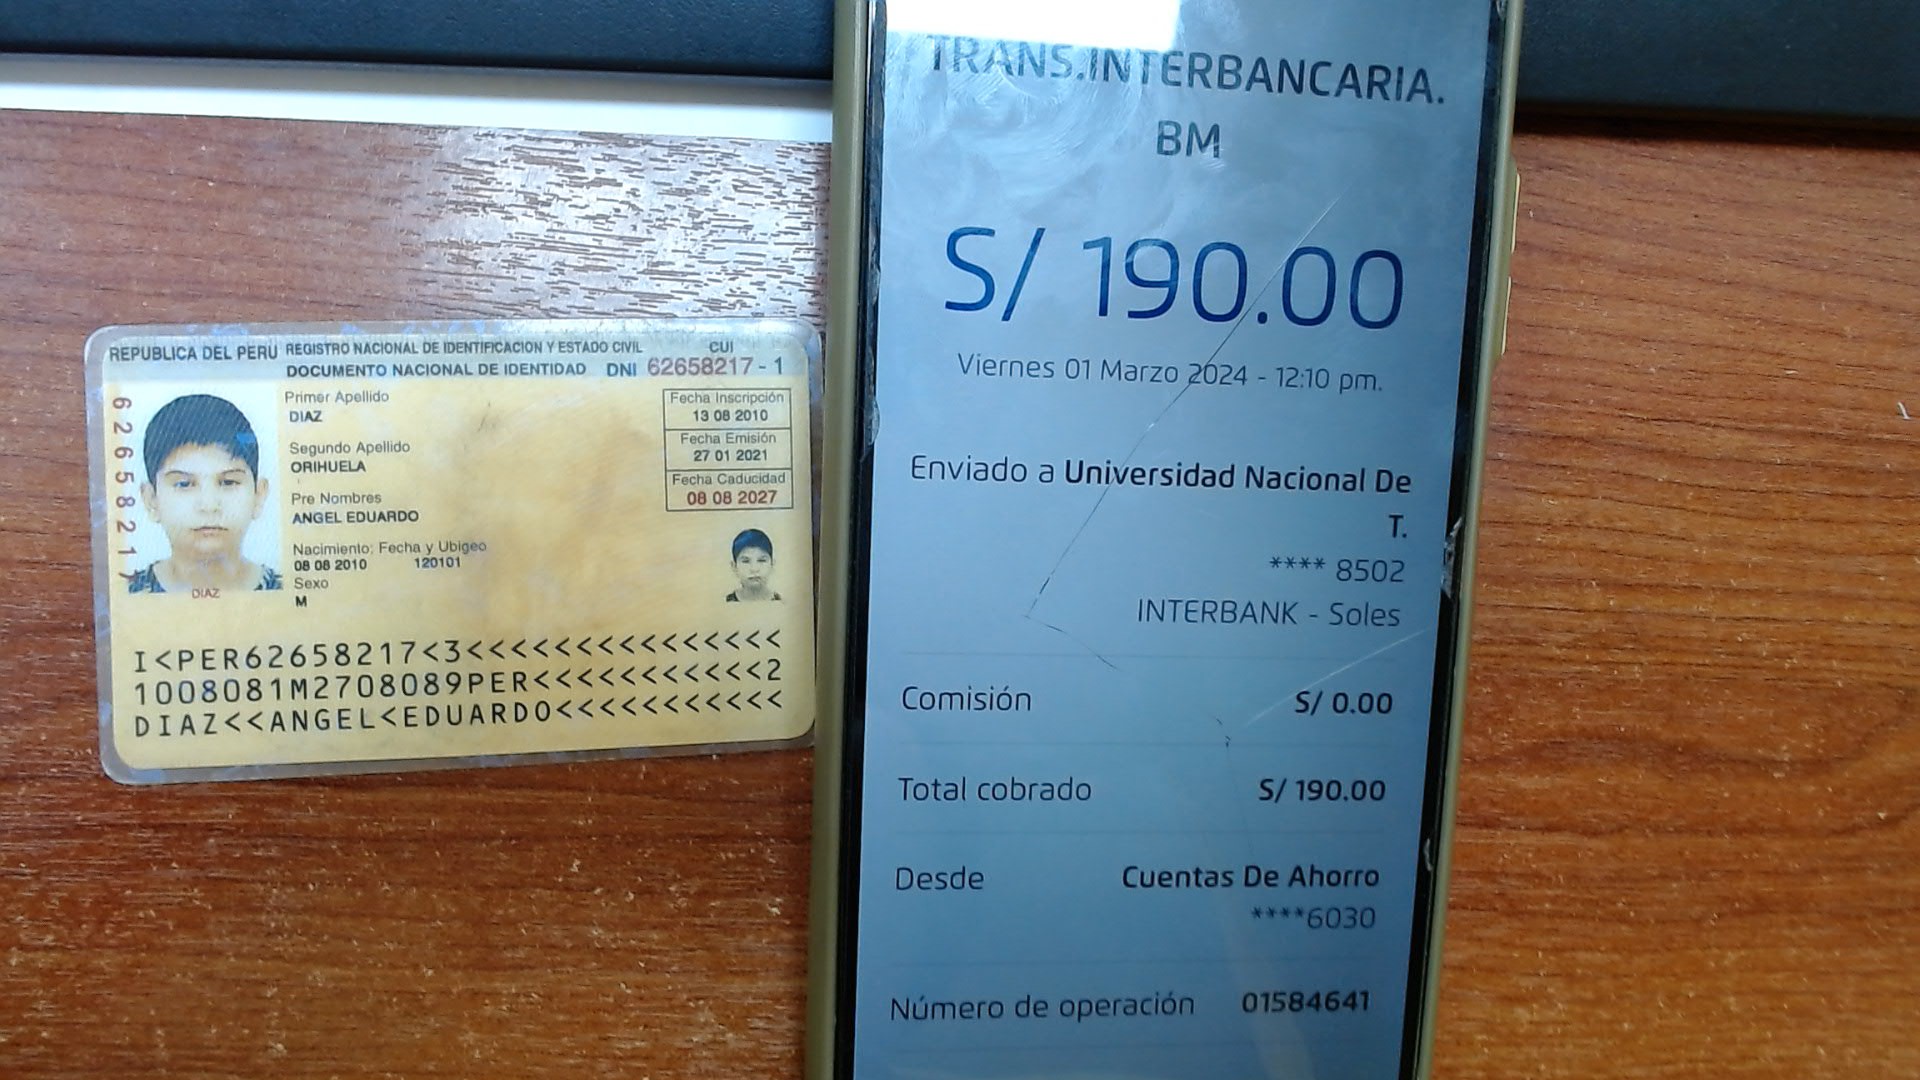 REPUBLICA DEL PERU REGISTRO NACIONAL DE IDENTIFICACION Y ESTADO CIVIL CUI
DOCUMENTO NACIONAL DE IDENTIDAD DNI 62658217 - 1
62658217
Primer Apellido
DIAZ
Segundo Apellido
ORIHUELA
Pre Nombres
ANGEL EDUARDO
Nacimiento: Fecha y Ubigeo
08 08 2010 120101
Sexo
M
DIAZ
Fecha Inscripción
13 08 2010
Fecha Emisión
27 01 2021
Fecha Caducidad
08 08 2027
I<PER62658217<3<<<<<<<<<<<<<<<
1008081M2708089PER<<<<<<<<<<<2
DIAZ<<ANGEL<EDUARDO<<<<<<<<<<<
TRANS.INTERBANCARIA.
BM
S/ 190.00
Viernes 01 Marzo 2024 - 12:10 pm.
Enviado a Universidad Nacional De
T.
**** 8502
INTERBANK - Soles
Comisión S/ 0.00
Total cobrado S/ 190.00
Desde Cuentas De Ahorro
****6030
Número de operación 01584641